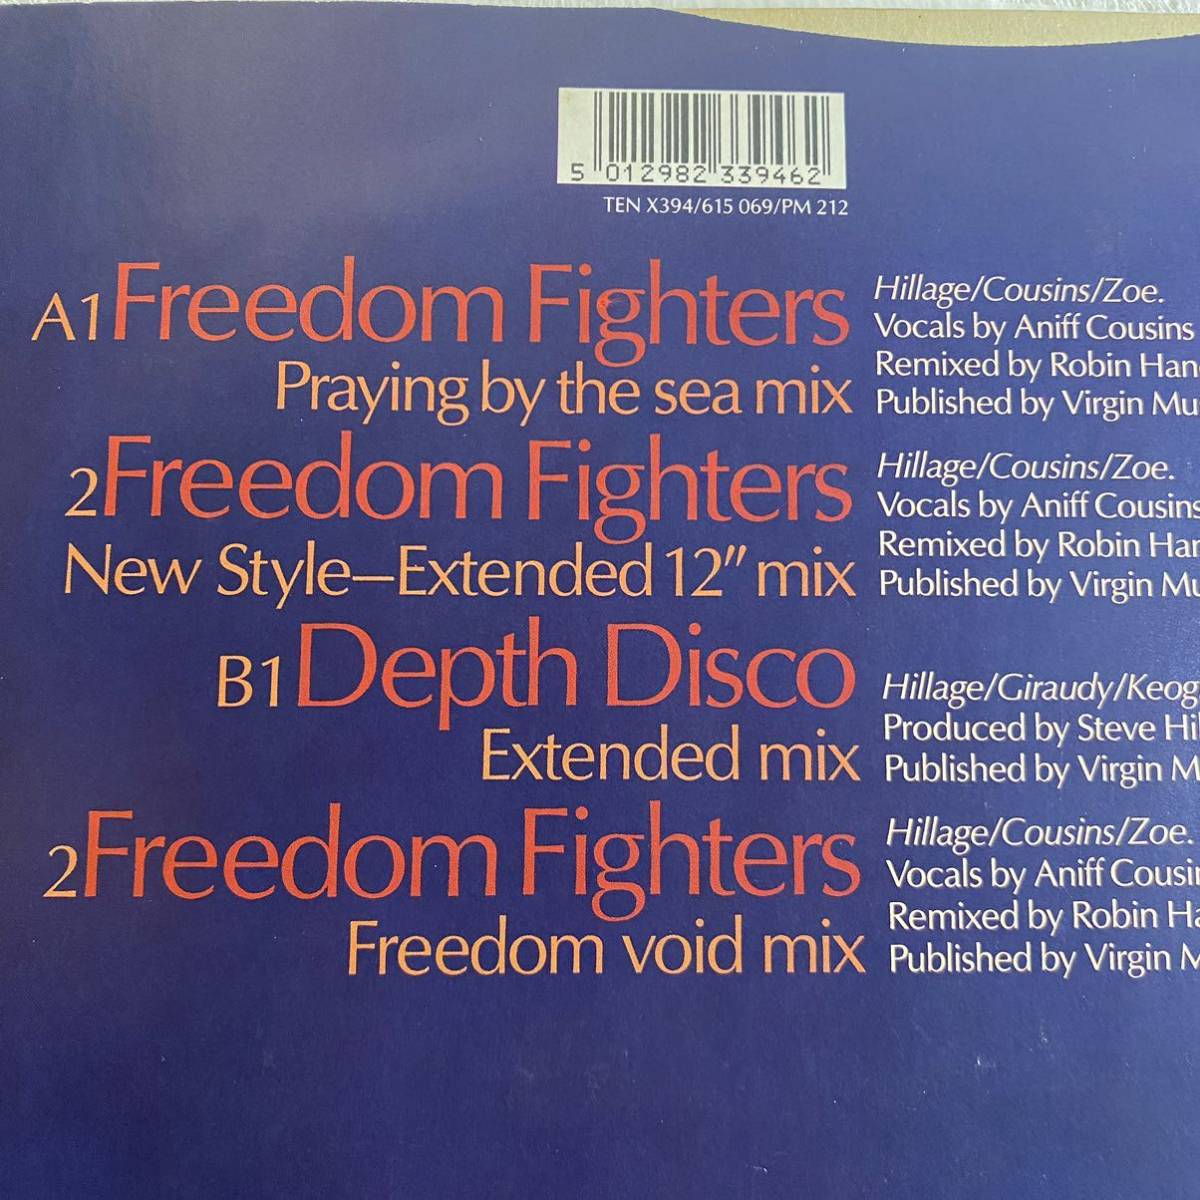 5 012982 339462
TEN X394/615 069/PM 212
A1 Freedom Fighters
Praying by the sea mix
Hillage/Cousins/Zoe.
Vocals by Aniff Cousins
Remixed by Robin
Published by Virgin
2 Freedom Fighters
New Style—Extended 12" mix
Hillage/Cousins/Zoe.
Vocals by Aniff Cousins
Remixed by Robin
Published by Virgin
B1 Depth Disco
Extended mix
Hillage/Giraudy/
Produced by Steve
Published by Virgin
2 Freedom Fighters
Freedom void mix
Hillage/Cousins/Zoe.
Vocals by Aniff
Remixed by Robin
Published by Virgin